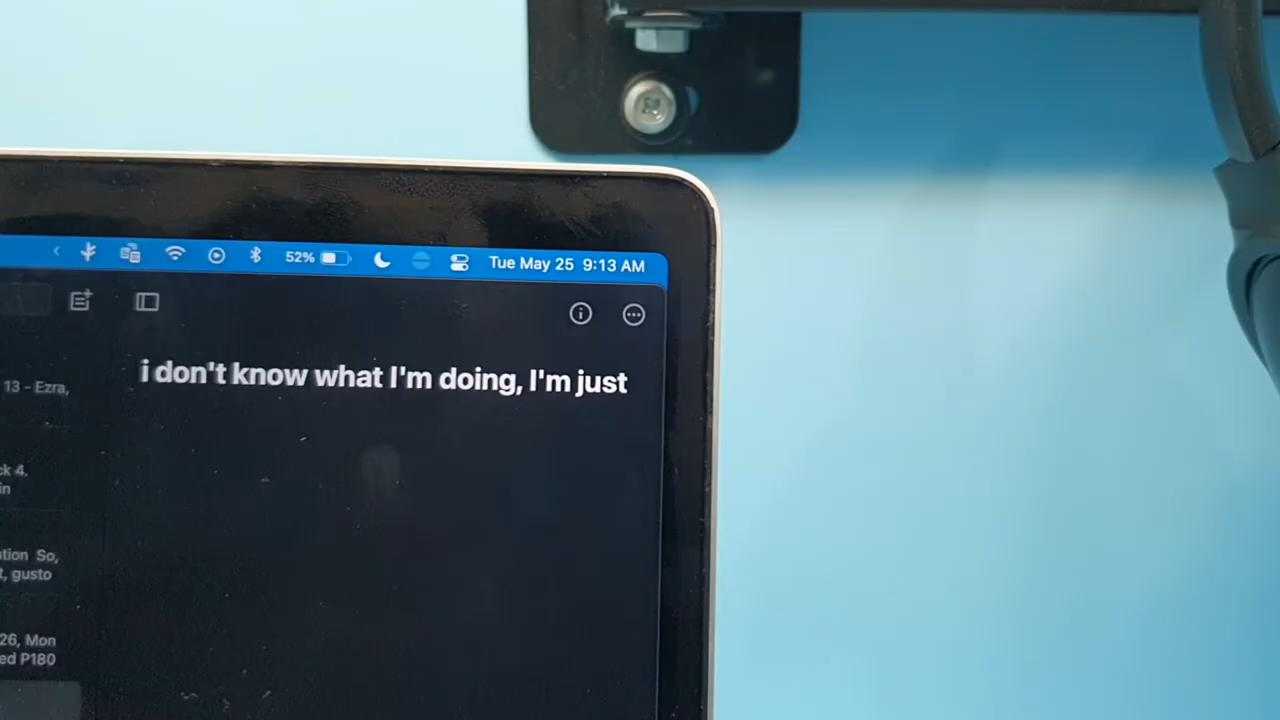 52%
Tue May 25 9:13 AM
i don't know what I'm doing, I'm just
13 - Ezra,
ck 4.
in
ation So,
t, gusto
26, Mon
ed P180